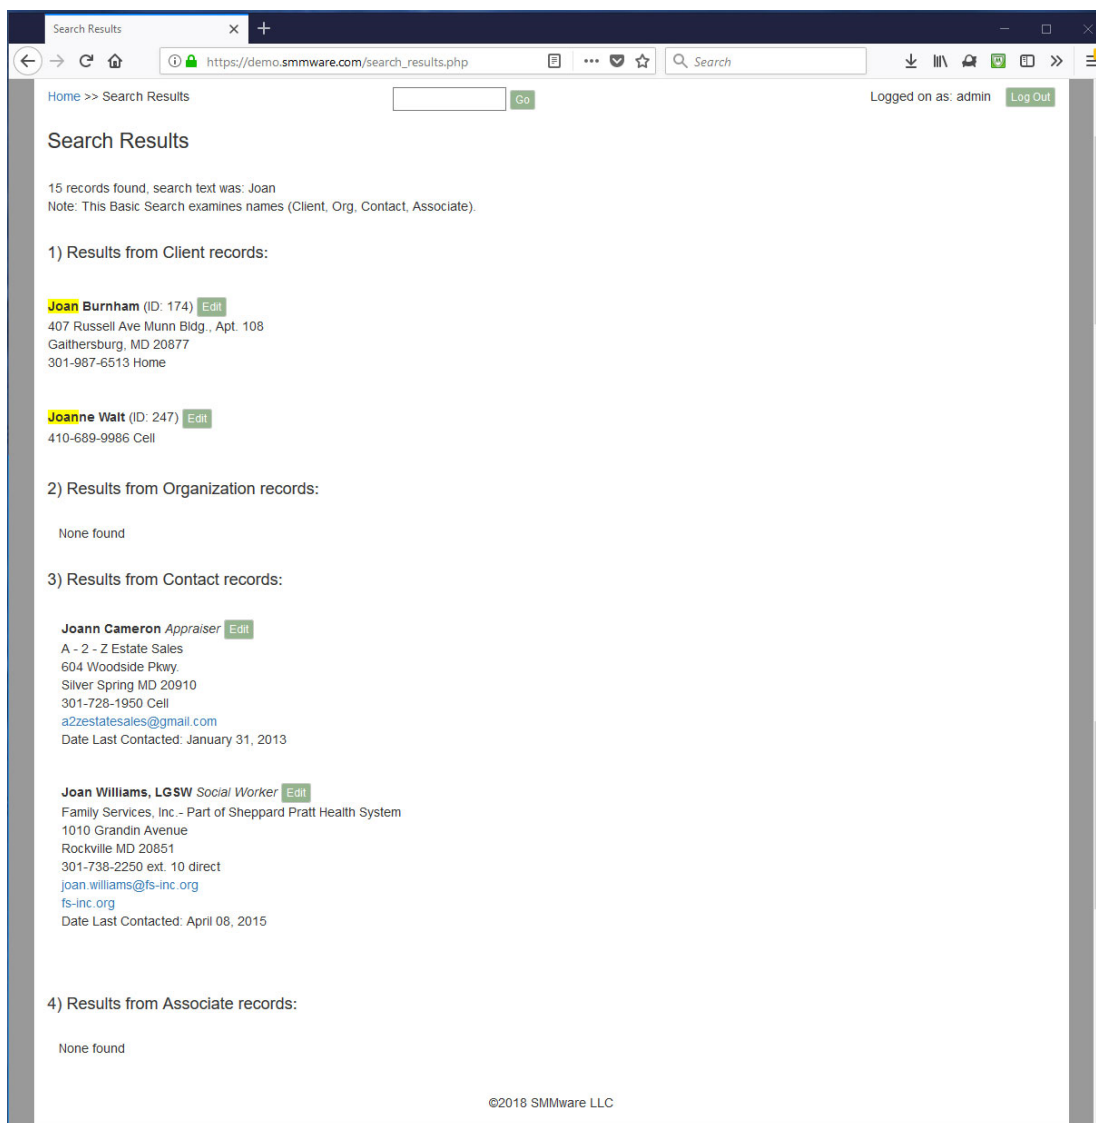 Search Results
https://demo.smmware.com/search_results.php
Search
Home >> Search Results
Go
Logged on as: admin
Log Out
Search Results
15 records found, search text was: Joan
Note: This Basic Search examines names (Client, Org, Contact, Associate).
1) Results from Client records:
Joan Burnham (ID: 174) Edit
407 Russell Ave Munn Bldg., Apt. 108
Gaithersburg, MD 20877
301-987-6513 Home
Joanne Walt (ID: 247) Edit
410-689-9986 Cell
2) Results from Organization records:
None found
3) Results from Contact records:
Joann Cameron Appraiser Edit
A - 2 - Z Estate Sales
604 Woodside Pkwy.
Silver Spring MD 20910
301-728-1950 Cell
a2zestatesales@gmail.com
Date Last Contacted: January 31, 2013
Joan Williams, LGSW Social Worker Edit
Family Services, Inc.- Part of Sheppard Pratt Health System
1010 Grandin Avenue
Rockville MD 20851
301-738-2250 ext. 10 direct
joan.williams@fs-inc.org
fs-inc.org
Date Last Contacted: April 08, 2015
4) Results from Associate records:
None found
©2018 SMMware LLC